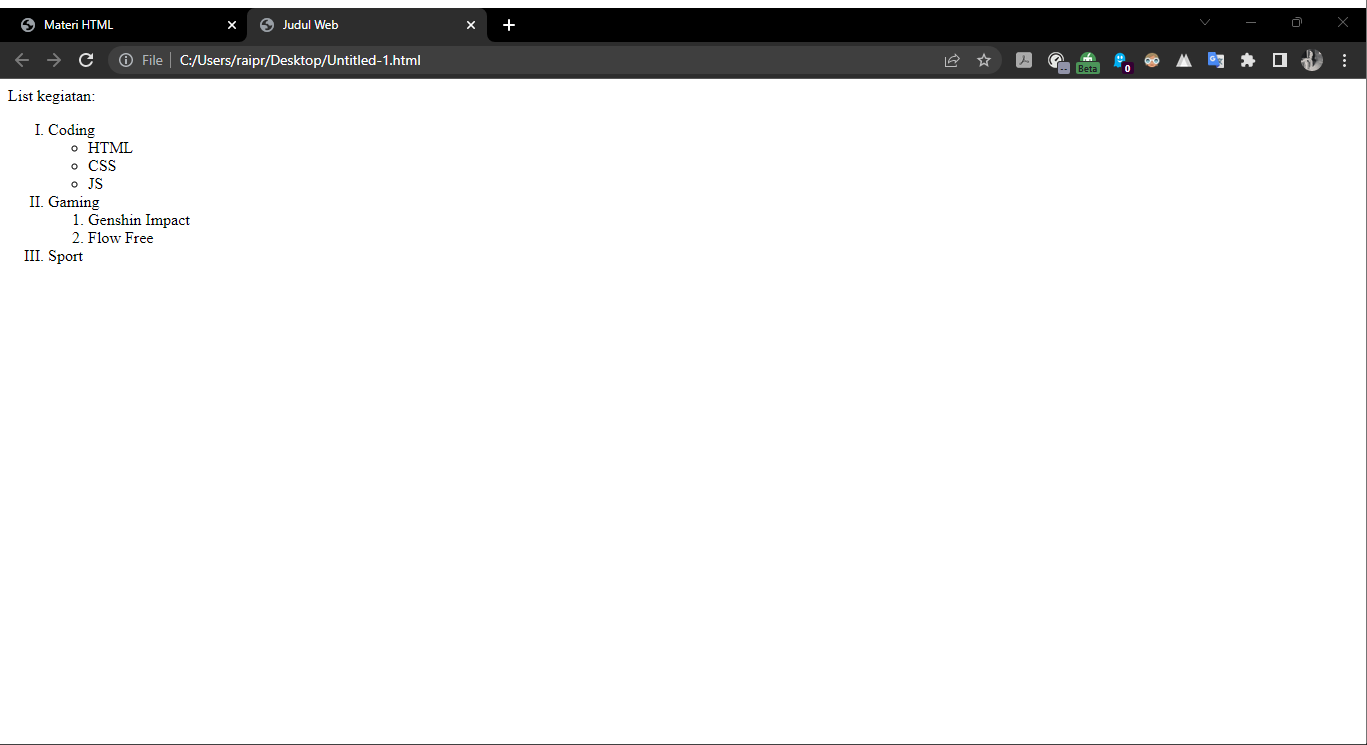 Materi HTML
Judul Web
File
C:/Users/raipr/Desktop/Untitled-1.html
Beta
0
List kegiatan:
I. Coding
HTML
CSS
JS
II. Gaming
1. Genshin Impact
2. Flow Free
III. Sport